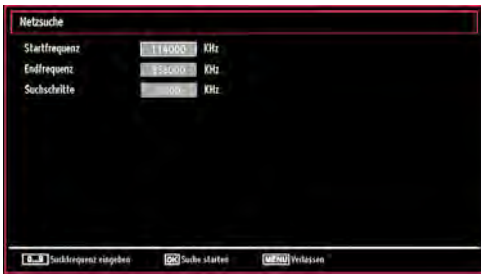 Netzsuche
Startfrequenz 114000 KHz
Endfrequenz 858000 KHz
Suchschritte KHz
0...9 Suchfrequenz eingeben OK Suche starten MENU Verlassen